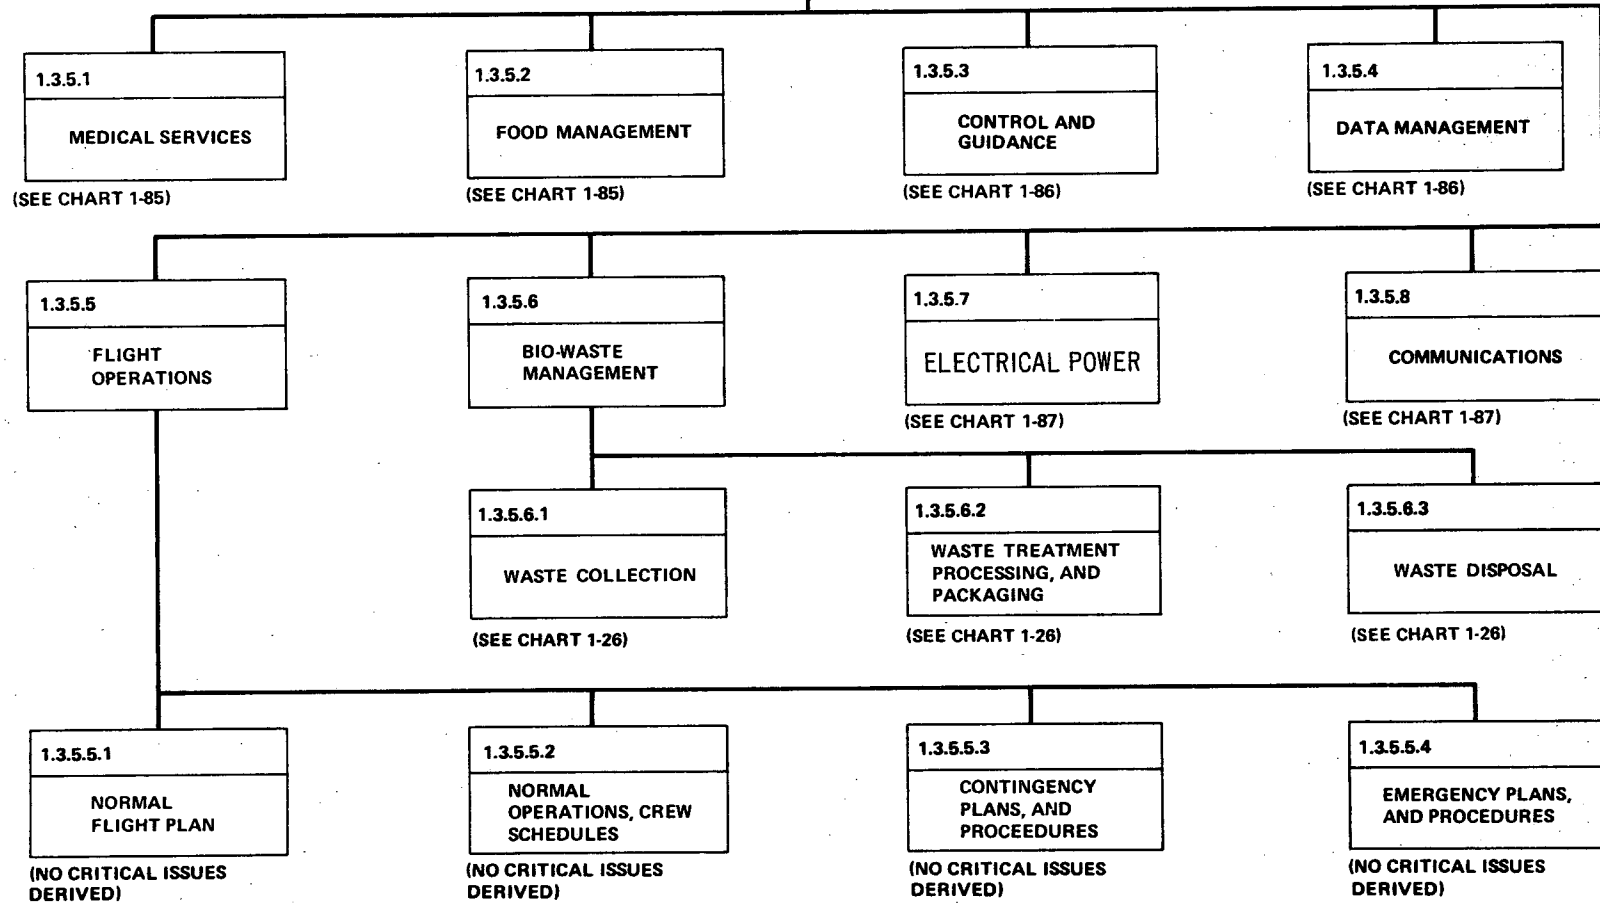 1.3.5.1
MEDICAL SERVICES
(SEE CHART 1-85)
1.3.5.2
FOOD MANAGEMENT
(SEE CHART 1-85)
1.3.5.3
CONTROL AND
GUIDANCE
(SEE CHART 1-86)
1.3.5.4
DATA MANAGEMENT
(SEE CHART 1-86)
1.3.5.5
FLIGHT
OPERATIONS
1.3.5.6
BIO-WASTE
MANAGEMENT
1.3.5.7
ELECTRICAL POWER
(SEE CHART 1-87)
1.3.5.8
COMMUNICATIONS
(SEE CHART 1-87)
1.3.5.6.1
WASTE COLLECTION
(SEE CHART 1-26)
1.3.5.6.2
WASTE TREATMENT
PROCESSING, AND
PACKAGING
(SEE CHART 1-26)
1.3.5.6.3
WASTE DISPOSAL
(SEE CHART 1-26)
1.3.5.5.1
NORMAL
FLIGHT PLAN
(NO CRITICAL ISSUES
DERIVED)
1.3.5.5.2
NORMAL
OPERATIONS, CREW
SCHEDULES
(NO CRITICAL ISSUES
DERIVED)
1.3.5.5.3
CONTINGENCY
PLANS, AND
PROCEEDURES
(NO CRITICAL ISSUES
DERIVED)
1.3.5.5.4
EMERGENCY PLANS,
AND PROCEDURES
(NO CRITICAL ISSUES
DERIVED)